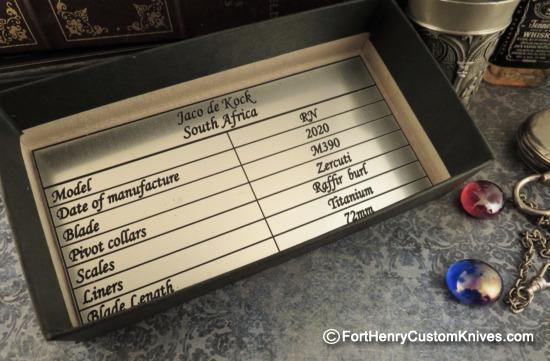 Jaco de Kock
South Africa
Model RN
Date of manufacture 2020
Blade M390
Pivot collars Zercuti
Scales Raffir burl
Liners Titanium
Blade Length 72mm
WHISKEY
©FortHenryCustomKnives.com